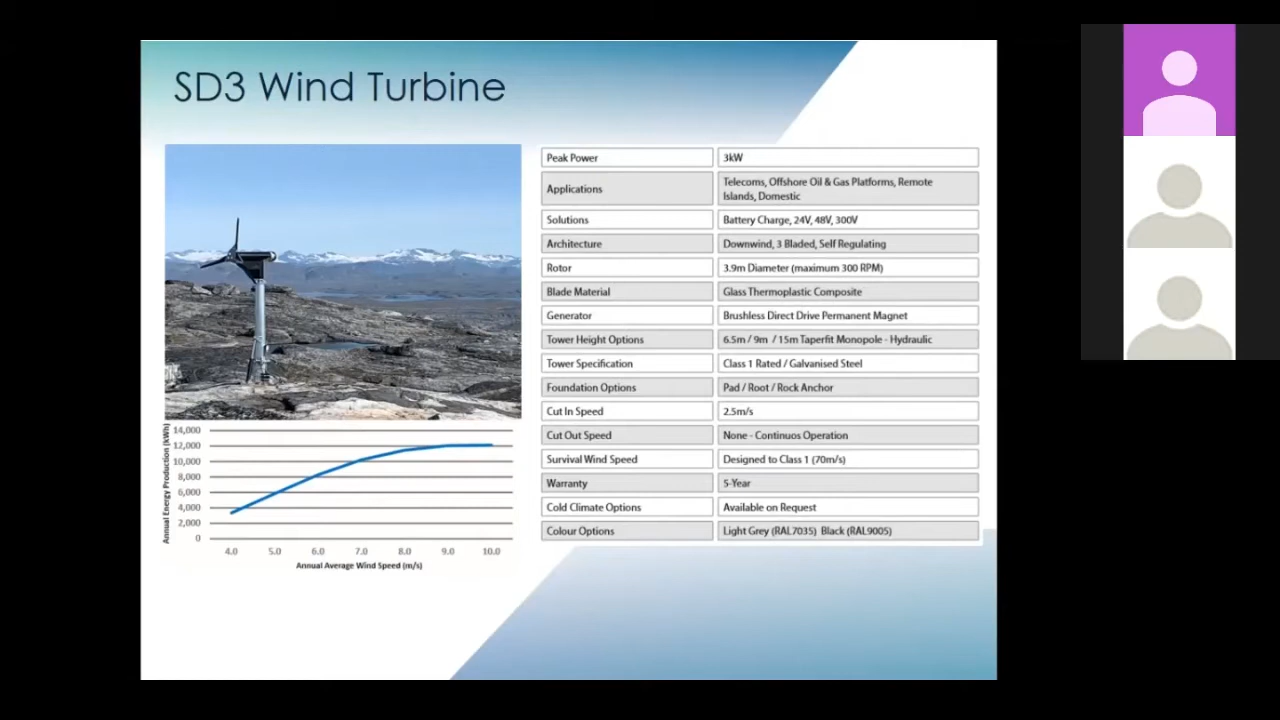 SD3 Wind Turbine
Peak Power
3kW
Applications
Telecoms, Offshore Oil & Gas Platforms, Remote
Islands, Domestic
Solutions
Battery Charge, 24V, 48V, 300V
Architecture
Downwind, 3 Bladed, Self Regulating
Rotor
3.9m Diameter (maximum 300 RPM)
Blade Material
Glass Thermoplastic Composite
Generator
Brushless Direct Drive Permanent Magnet
Tower Height Options
6.5m / 9m / 15m Taperfit Monopole - Hydraulic
Tower Specification
Class 1 Rated / Galvanised Steel
Foundation Options
Pad / Root / Rock Anchor
Cut In Speed
2.5m/s
Cut Out Speed
None - Continuos Operation
Survival Wind Speed
Designed to Class 1 (70m/s)
Warranty
5-Year
Cold Climate Options
Available on Request
Colour Options
Light Grey (RAL7035) Black (RAL9005)
Annual Energy Production (kWh)
14,000
12,000
10,000
8,000
6,000
4,000
2,000
0
4.0 5.0 6.0 7.0 8.0 9.0 10.0
Annual Average Wind Speed (m/s)